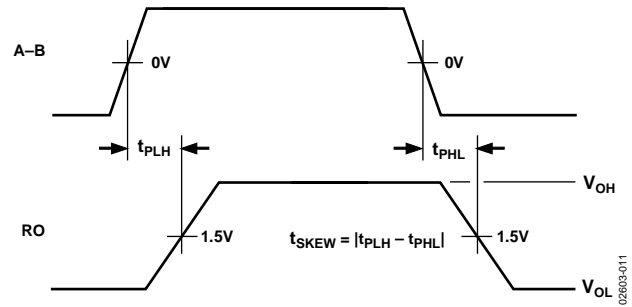 A–B
0V
0V
tPLH
tPHL
VOH
RO
1.5V
tSKEW = |tPLH – tPHL|
1.5V
VOL
02603-011